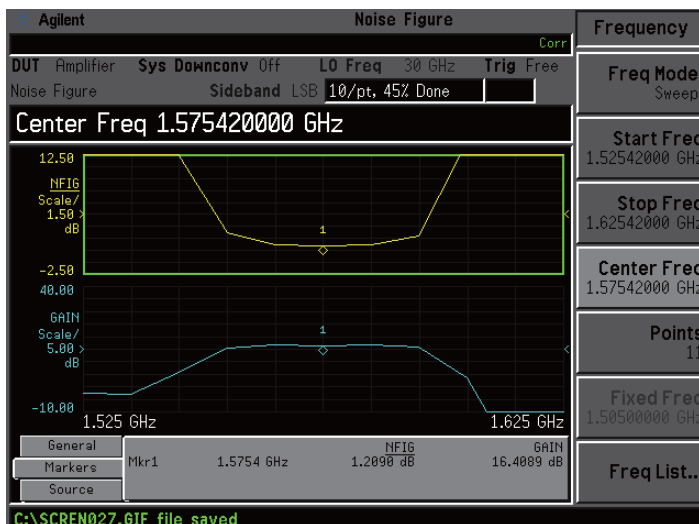 Agilent
Noise Figure
Frequency
Corr
DUT Amplifier Sys Downconv Off LO Freq 30 GHz Trig Free
Noise Figure Sideband LSB 10/pt, 45% Done
Freq Mode
Sweep
Center Freq 1.575420000 GHz
Start Freq
1.52542000 GHz
Stop Freq
1.62542000 GHz
Center Freq
1.57542000 GHz
Points
11
Fixed Freq
1.50500000 GHz
Freq List..
12.50
NFIG
Scale/
1.50
dB
-2.50
1
40.00
GAIN
Scale/
5.00
dB
-10.00
1
1.525 GHz 1.625 GHz
General
Markers
Source
NFIG GAIN
Mkr1 1.5754 GHz 1.2090 dB 16.4089 dB
C:\SCREN027.GIF file saved